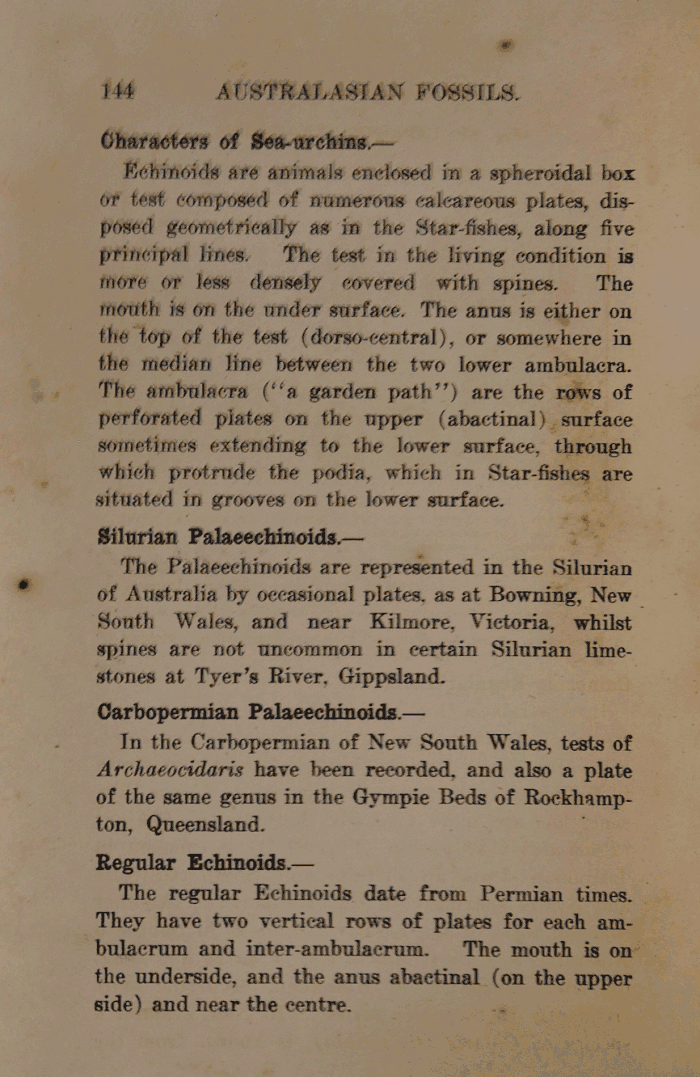 144 AUSTRALASIAN FOSSILS.
Characters of Sea-urchins.—
Echinoids are animals enclosed in a spheroidal box
or test composed of numerous calcareous plates, dis-
posed geometrically as in the Star-fishes, along five
principal lines. The test in the living condition is
more or less densely covered with spines. The
mouth is on the under surface. The anus is either on
the top of the test (dorso-central), or somewhere in
the median line between the two lower ambulacra.
The ambulacra (“a garden path”) are the rows of
perforated plates on the upper (abactinal) surface
sometimes extending to the lower surface, through
which protrude the podia, which in Star-fishes are
situated in grooves on the lower surface.
Silurian Palaeechinoids.—
The Palaeechinoids are represented in the Silurian
of Australia by occasional plates, as at Bowning, New
South Wales, and near Kilmore, Victoria, whilst
spines are not uncommon in certain Silurian lime-
stones at Tyer's River, Gippsland.
Carbopermian Palaeechinoids.—
In the Carbopermian of New South Wales, tests of
Archaeocidaris have been recorded, and also a plate
of the same genus in the Gympie Beds of Rockhamp-
ton, Queensland.
Regular Echinoids.—
The regular Echinoids date from Permian times.
They have two vertical rows of plates for each am-
bulacrum and inter-ambulacrum. The mouth is on
the underside, and the anus abactinal (on the upper
side) and near the centre.